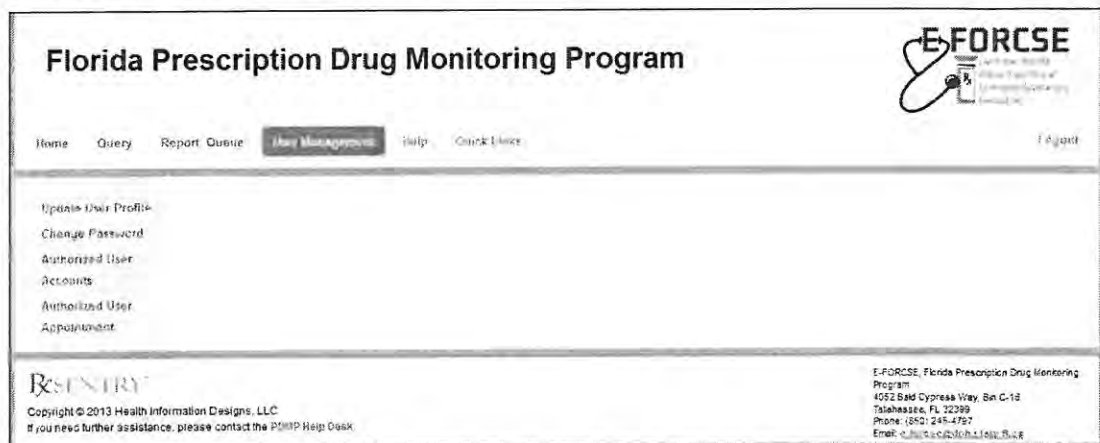 Florida Prescription Drug Monitoring Program
E-FORCSE
Home Query Report Queue User Management Help Quick Links Logout
Update User Profile
Change Password
Authorized User
Accounts
Authorized User
Appointment
RxSENTRY
Copyright © 2013 Health Information Designs, LLC
If you need further assistance, please contact the PDMP Help Desk
E-FORCSE, Florida Prescription Drug Monitoring
Program
4052 Bald Cypress Way, Bin C-16
Tallahassee, FL 32399
Phone: (850) 245-4797
Email: